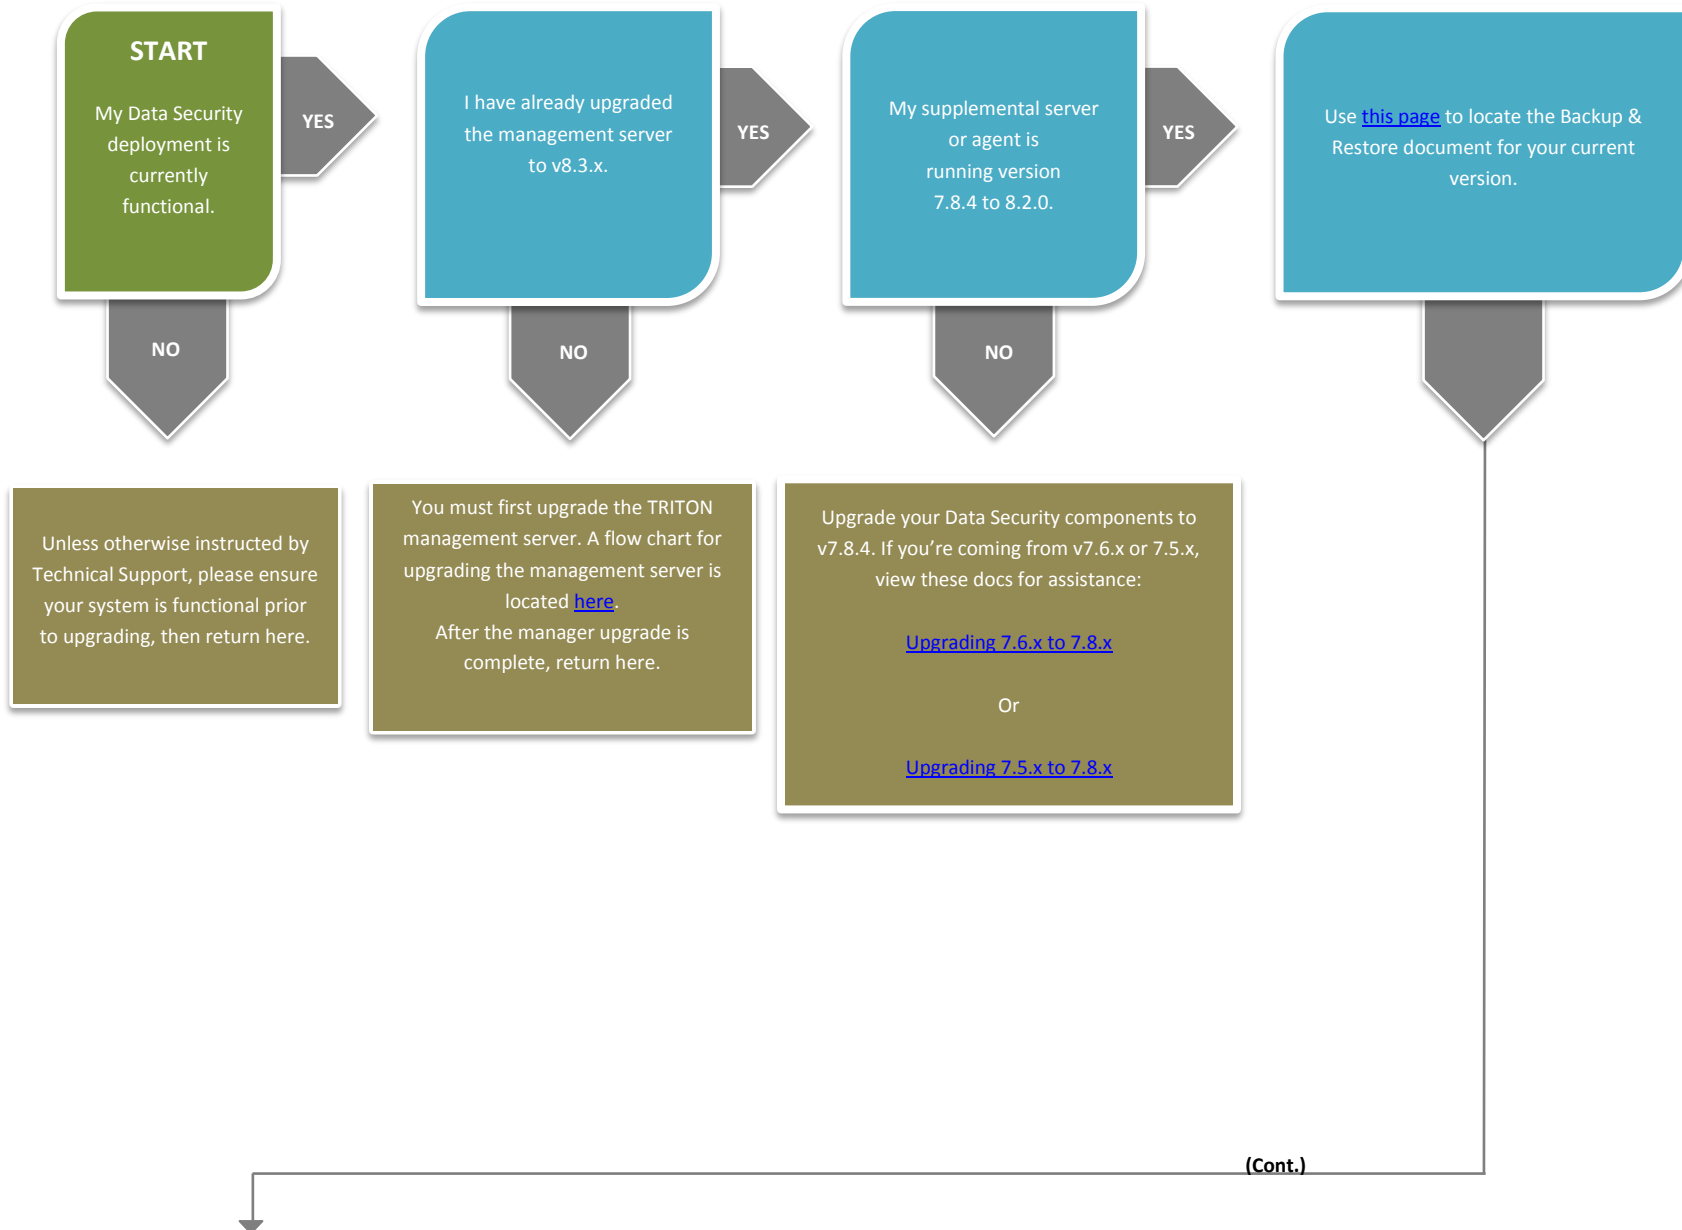 START
My Data Security
deployment is
currently
functional.
YES
NO
I have already upgraded
the management server
to v8.3.x.
YES
NO
My supplemental server
or agent is
running version
7.8.4 to 8.2.0.
YES
NO
Use this page to locate the Backup &
Restore document for your current
version.
Unless otherwise instructed by
Technical Support, please ensure
your system is functional prior
to upgrading, then return here.
You must first upgrade the TRITON
management server. A flow chart for
upgrading the management server is
located here.
After the manager upgrade is
complete, return here.
Upgrade your Data Security components to
v7.8.4. If you’re coming from v7.6.x or 7.5.x,
view these docs for assistance:
Upgrading 7.6.x to 7.8.x
Or
Upgrading 7.5.x to 7.8.x
(Cont.)